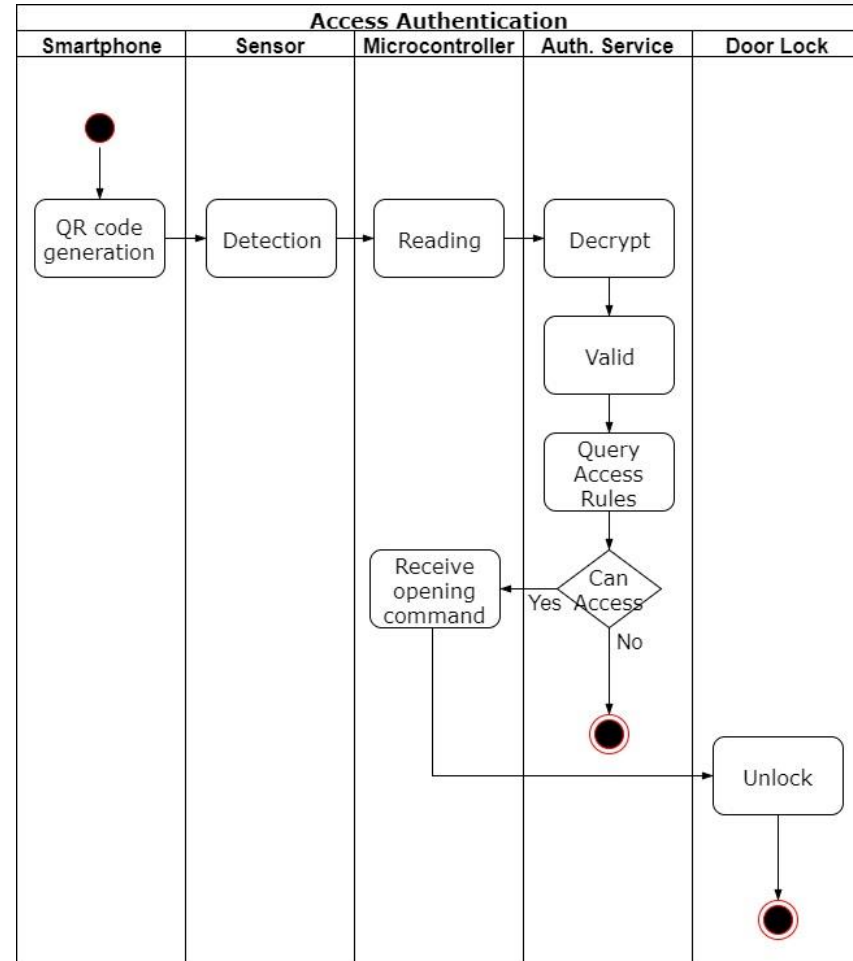 Access Authentication
Smartphone
Sensor
Microcontroller
Auth. Service
Door Lock
QR code
generation
Detection
Reading
Decrypt
Valid
Query
Access
Rules
Receive
opening
command
Can
Yes Access
No
Unlock